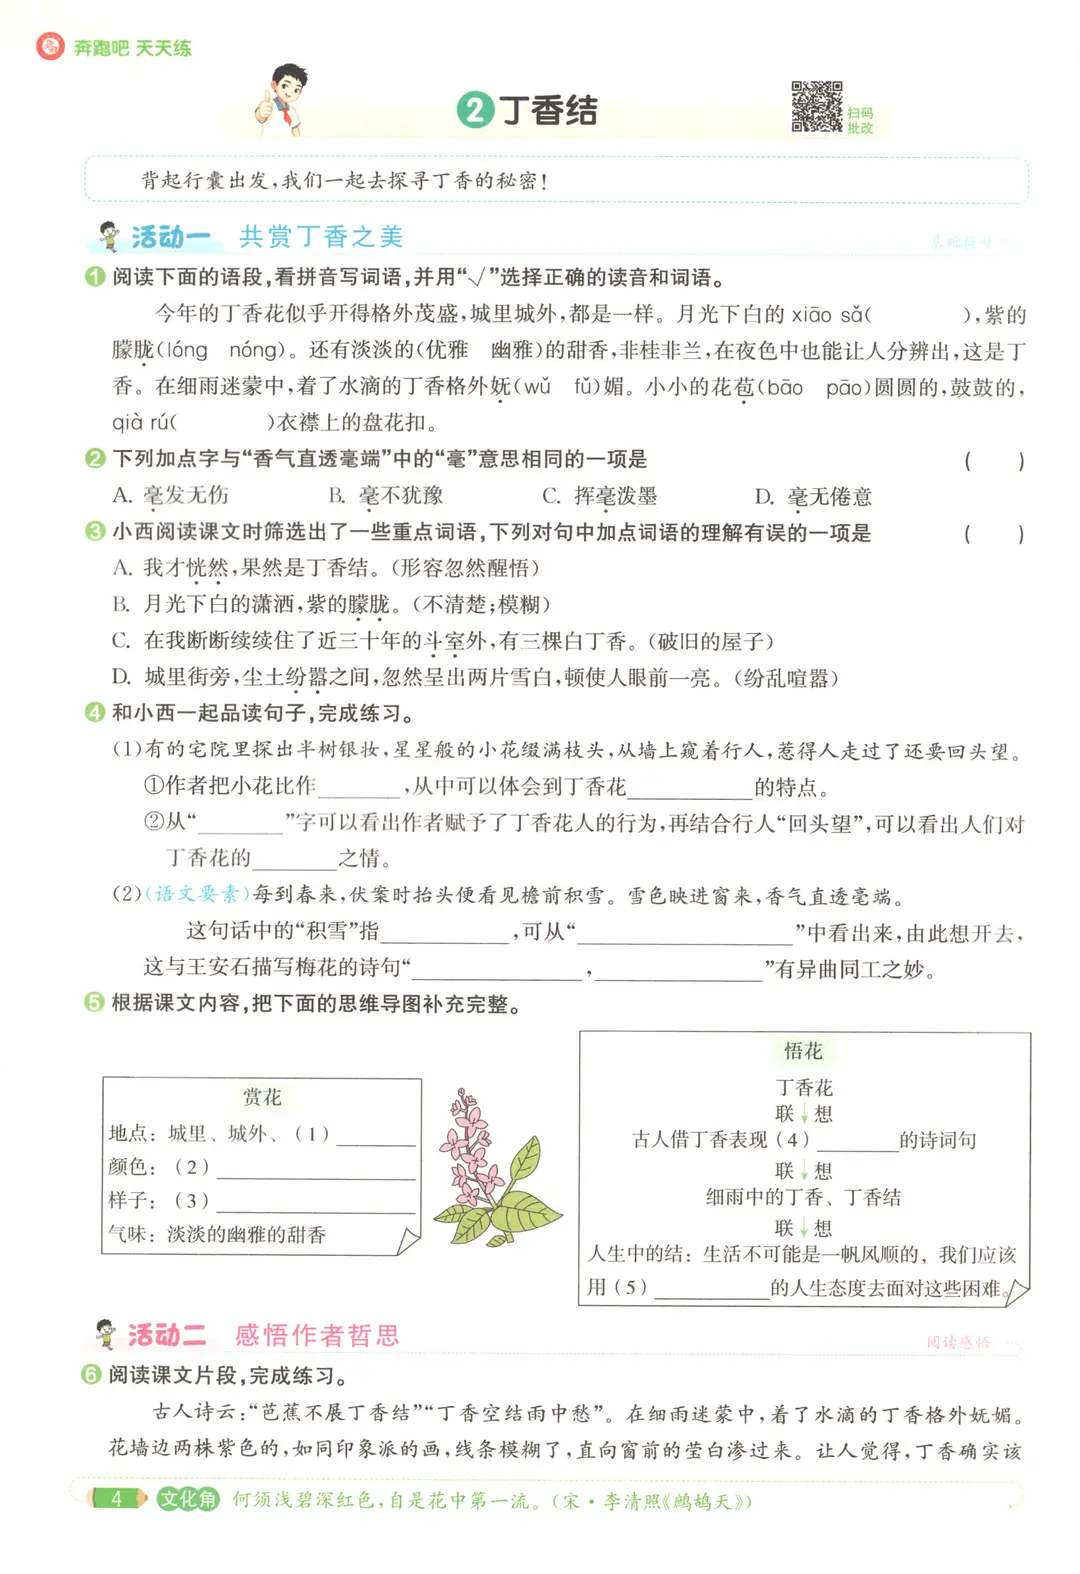 奔跑吧 天天练
2 丁香结
扫码
批改
背起行囊出发,我们一起去探寻丁香的秘密!
活动一 共赏丁香之美
基础提升
1 阅读下面的语段,看拼音写词语,并用“√”选择正确的读音和词语。
今年的丁香花似乎开得格外茂盛,城里城外,都是一样。月光下白的 xiāo sǎ( ),紫的
朦胧(lóng nóng)。还有淡淡的(优雅 幽雅)的甜香,非桂非兰,在夜色中也能让人分辨出,这是丁
香。在细雨迷蒙中,着了水滴的丁香格外妩(wǔ fǔ)媚。小小的花苞(bāo pāo)圆圆的,鼓鼓的,
qià rú( )衣襟上的盘花扣。
2 下列加点字与“香气直透毫端”中的“毫”意思相同的一项是 ( )
A. 毫发无伤 B. 毫不犹豫 C. 挥毫泼墨 D. 毫无倦意
3 小西阅读课文时筛选出了一些重点词语,下列对句中加点词语的理解有误的一项是 ( )
A. 我才恍然,果然是丁香结。(形容忽然醒悟)
B. 月光下白的潇洒,紫的朦胧。(不清楚;模糊)
C. 在我断断续续住了近三十年的斗室外,有三棵白丁香。(破旧的屋子)
D. 城里街旁,尘土纷嚣之间,忽然呈出两片雪白,顿使人眼前一亮。(纷乱喧嚣)
4 和小西一起品读句子,完成练习。
(1)有的宅院里探出半树银妆,星星般的小花缀满枝头,从墙上窥着行人,惹得人走过了还要回头望。
①作者把小花比作________,从中可以体会到丁香花____________的特点。
②从“________”字可以看出作者赋予了丁香花人的行为,再结合行人“回头望”,可以看出人们对
丁香花的________之情。
(2)(语文要素)每到春来,伏案时抬头便看见檐前积雪。雪色映进窗来,香气直透毫端。
这句话中的“积雪”指____________,可从“____________________”中看出来,由此想开去,
这与王安石描写梅花的诗句“________________,________________”有异曲同工之妙。
5 根据课文内容,把下面的思维导图补充完整。
赏花
地点：城里、城外、(1)________
颜色：(2)____________________
样子：(3)____________________
气味：淡淡的幽雅的甜香
悟花
丁香花
联↓想
古人借丁香表现(4)________的诗词句
联↓想
细雨中的丁香、丁香结
联↓想
人生中的结：生活不可能是一帆风顺的，我们应该
用(5)____________的人生态度去面对这些困难。
活动二 感悟作者哲思
阅读感悟
6 阅读课文片段,完成练习。
古人诗云:“芭蕉不展丁香结”“丁香空结雨中愁”。在细雨迷蒙中,着了水滴的丁香格外妩媚。
花墙边两株紫色的,如同印象派的画,线条模糊了,直向窗前的莹白渗过来。让人觉得,丁香确实该
4 文化角 何须浅碧深红色,自是花中第一流。(宋·李清照《鹧鸪天》)